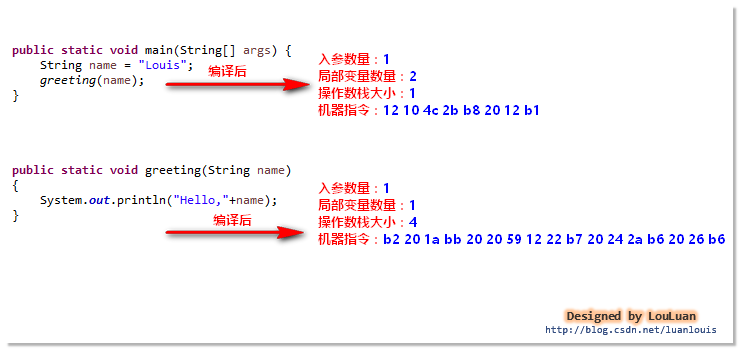 public static void main(String[] args) {
String name = "Louis";
greeting(name);
}
编译后
入参数量：1
局部变量数量：2
操作数栈大小：1
机器指令：12 10 4c 2b b8 20 12 b1
public static void greeting(String name)
{
System.out.println("Hello,"+name);
}
编译后
入参数量：1
局部变量数量：1
操作数栈大小：4
机器指令：b2 20 1a bb 20 20 59 12 22 b7 20 24 2a b6 20 26 b6
Designed by LouLuan
http://blog.csdn.net/luanlouis